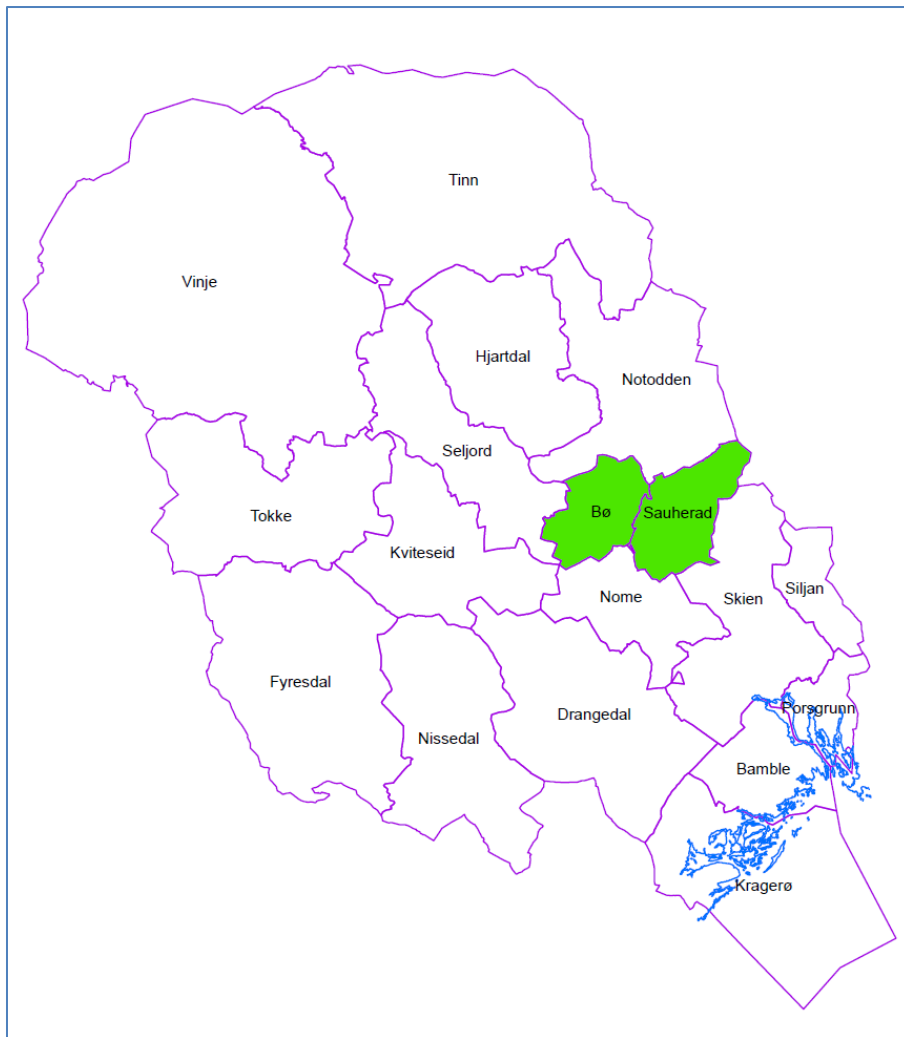 Tinn
Vinje
Hjartdal
Notodden
Seljord
Bø
Sauherad
Tokke
Kviteseid
Nome
Skien
Siljan
Fyresdal
Drangedal
Porsgrunn
Nissedal
Bamble
Kragerø